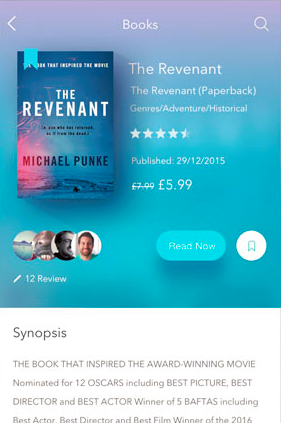 Books
THE BOOK THAT INSPIRED THE MOVIE
THE
REVENANT
MICHAEL PUNKE
The Revenant
The Revenant (Paperback)
Genres/Adventure/Historical
Published: 29/12/2015
£7.99 £5.99
Read Now
12 Review
Synopsis
THE BOOK THAT INSPIRED THE AWARD-WINNING MOVIE
Nominated for 12 OSCARS including BEST PICTURE, BEST
DIRECTOR and BEST ACTOR Winner of 5 BAFTAS including
Best Actor, Best Director and Best Film Winner of the 2016